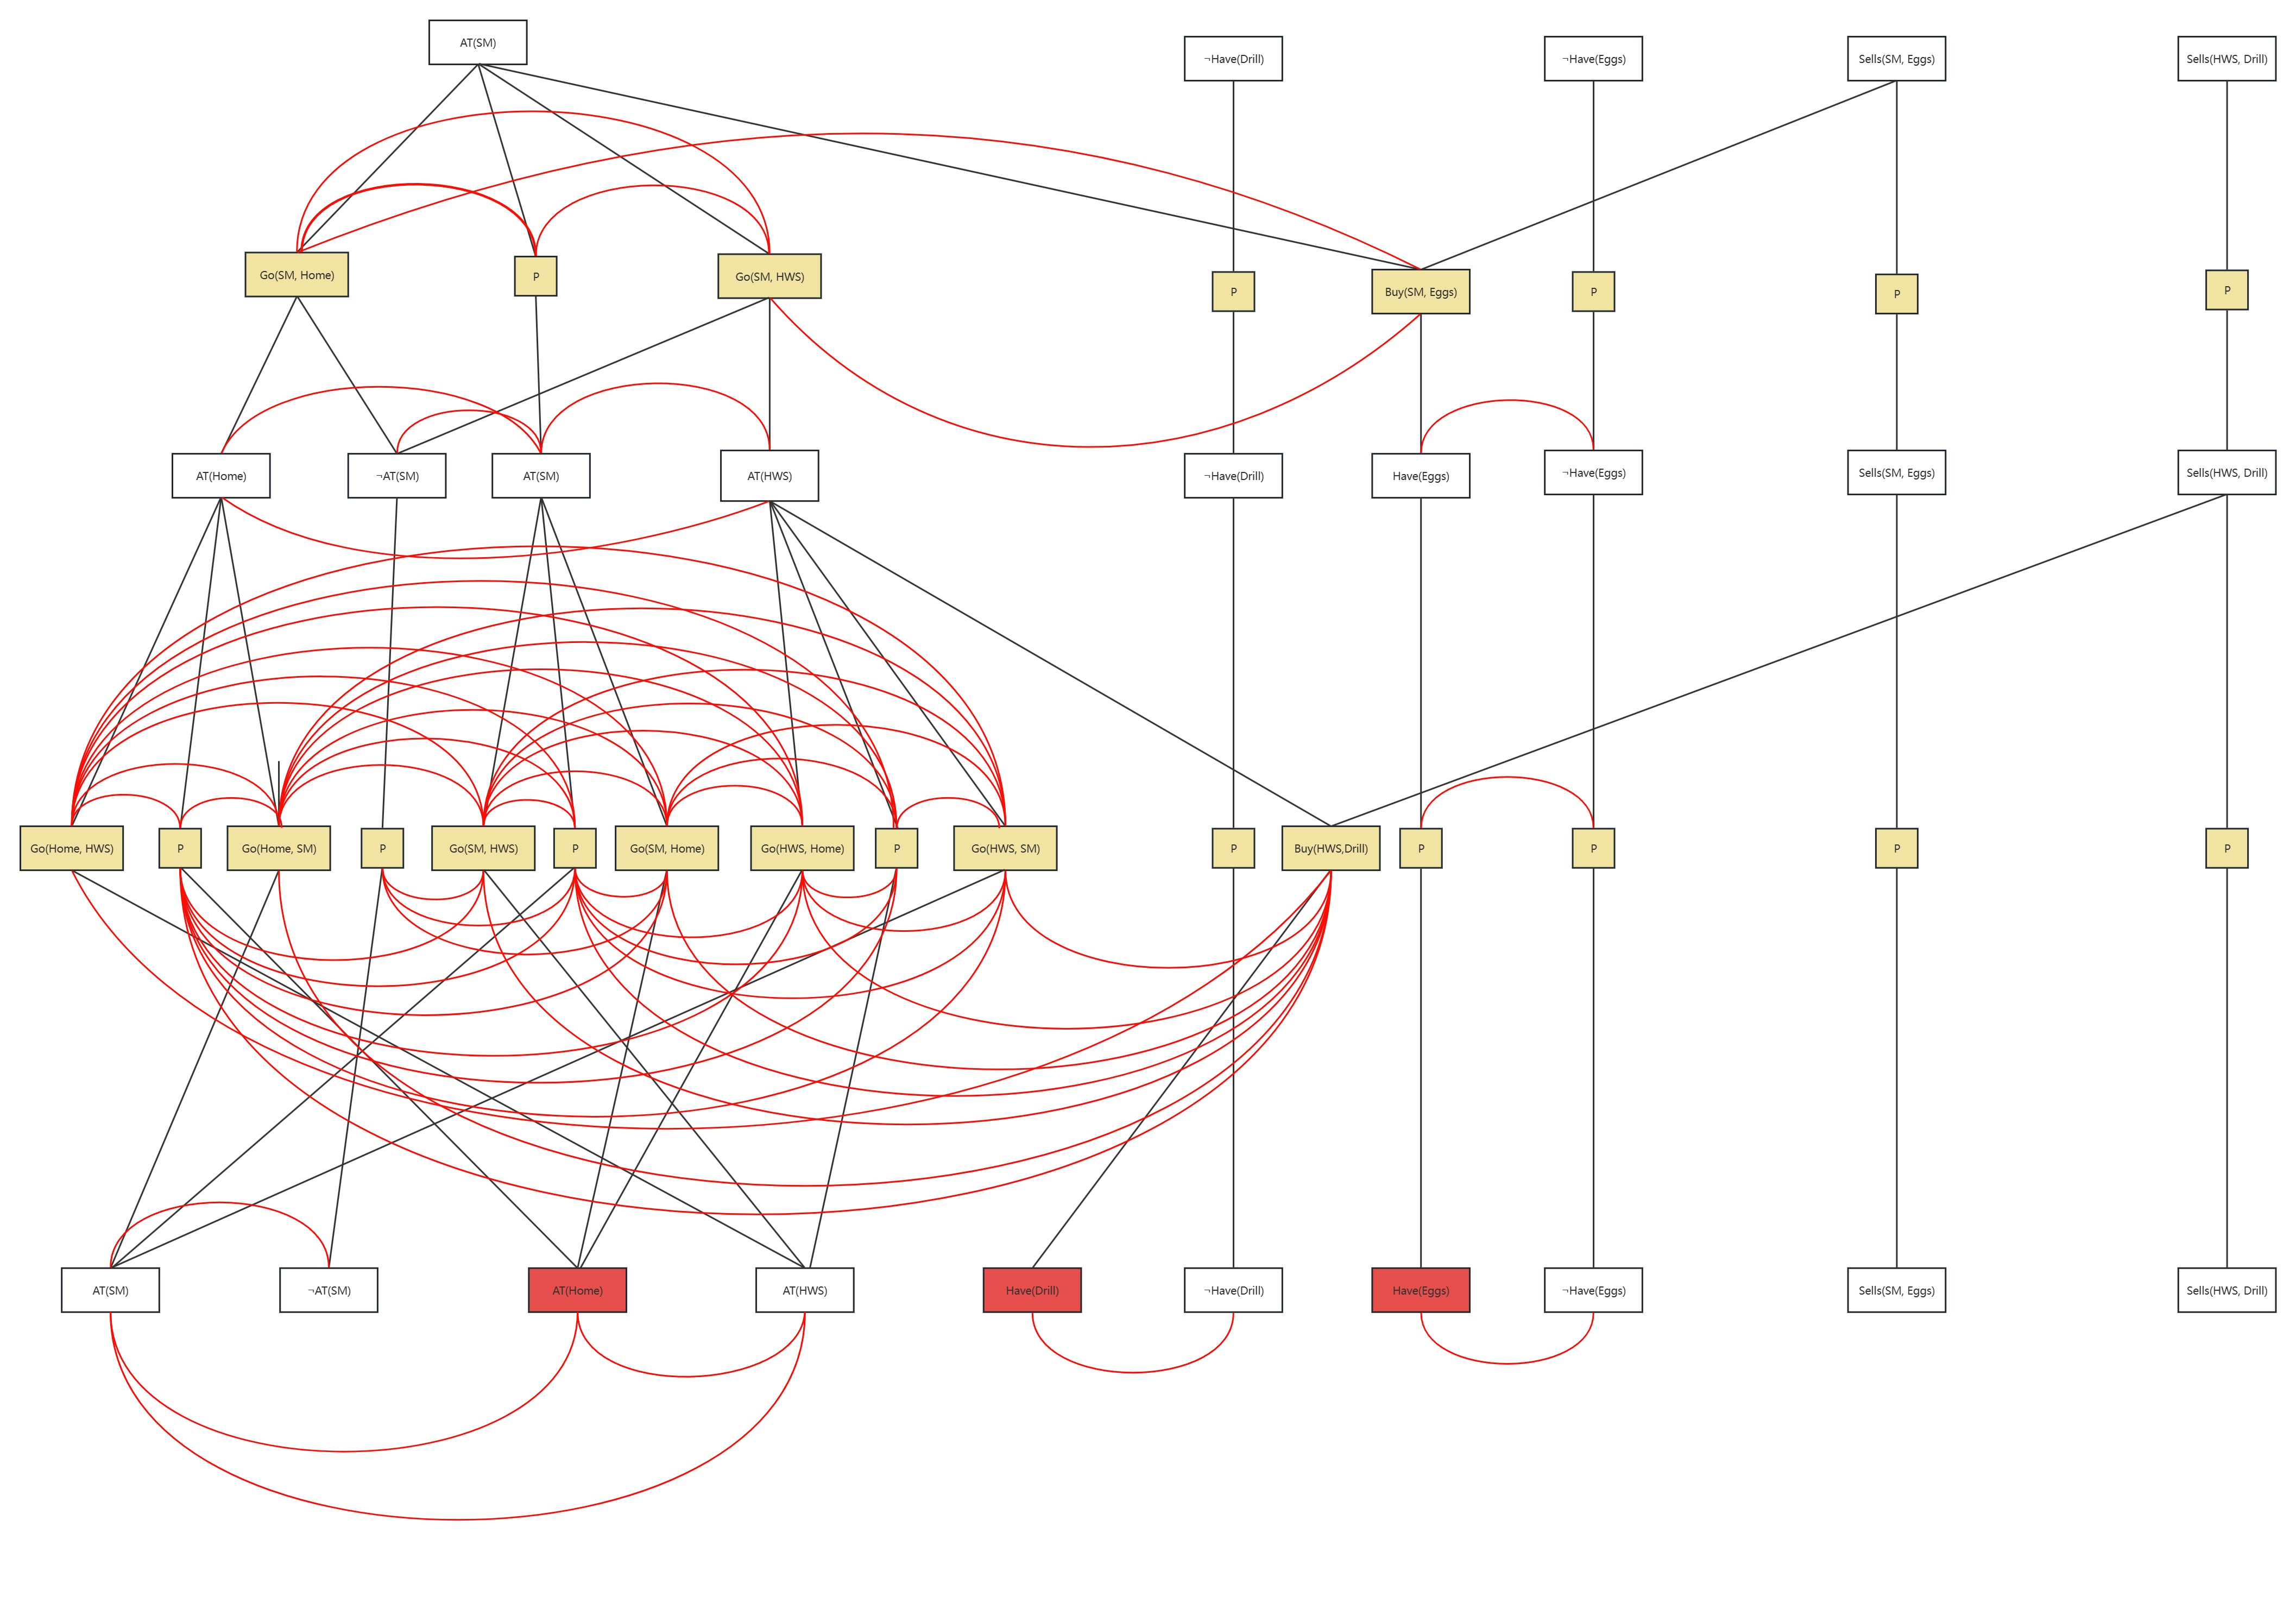 AT(SM)
¬Have(Drill)
¬Have(Eggs)
Sells(SM, Eggs)
Sells(HWS, Drill)
Go(SM, Home)
P
Go(SM, HWS)
P
Buy(SM, Eggs)
P
P
P
AT(Home)
¬AT(SM)
AT(SM)
AT(HWS)
¬Have(Drill)
Have(Eggs)
¬Have(Eggs)
Sells(SM, Eggs)
Sells(HWS, Drill)
Go(Home, HWS)
P
Go(Home, SM)
P
Go(SM, HWS)
P
Go(SM, Home)
Go(HWS, Home)
P
Go(HWS, SM)
P
Buy(HWS,Drill)
P
P
P
P
AT(SM)
¬AT(SM)
AT(Home)
AT(HWS)
Have(Drill)
¬Have(Drill)
Have(Eggs)
¬Have(Eggs)
Sells(SM, Eggs)
Sells(HWS, Drill)